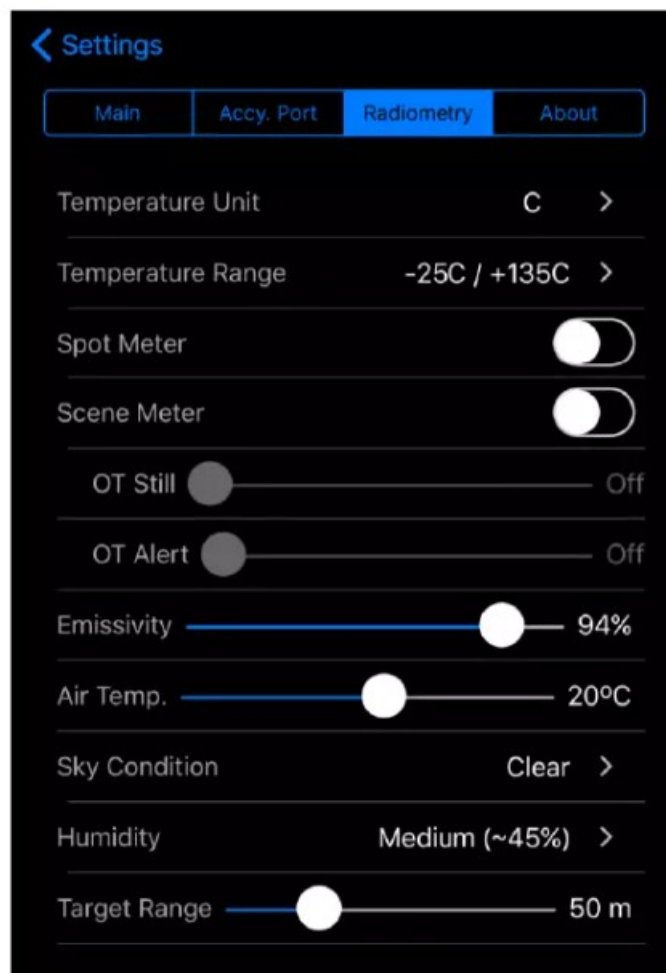 Settings
Main Accy. Port Radiometry About
Temperature Unit C
Temperature Range -25C / +135C
Spot Meter
Scene Meter
OT Still Off
OT Alert Off
Emissivity 94%
Air Temp. 20ºC
Sky Condition Clear
Humidity Medium (~45%)
Target Range 50 m